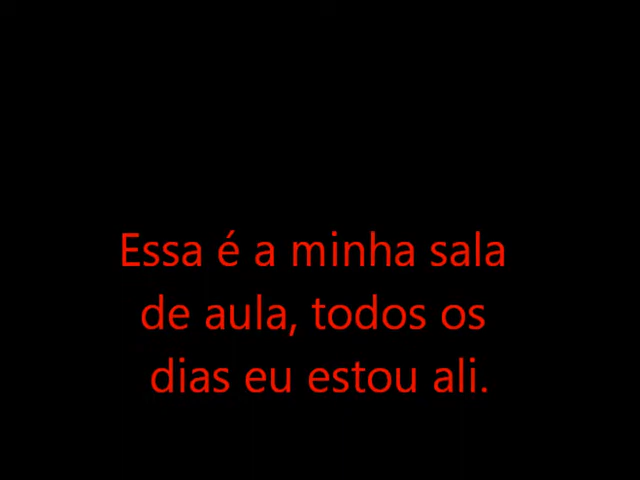 Essa é a minha sala
de aula, todos os
dias eu estou ali.